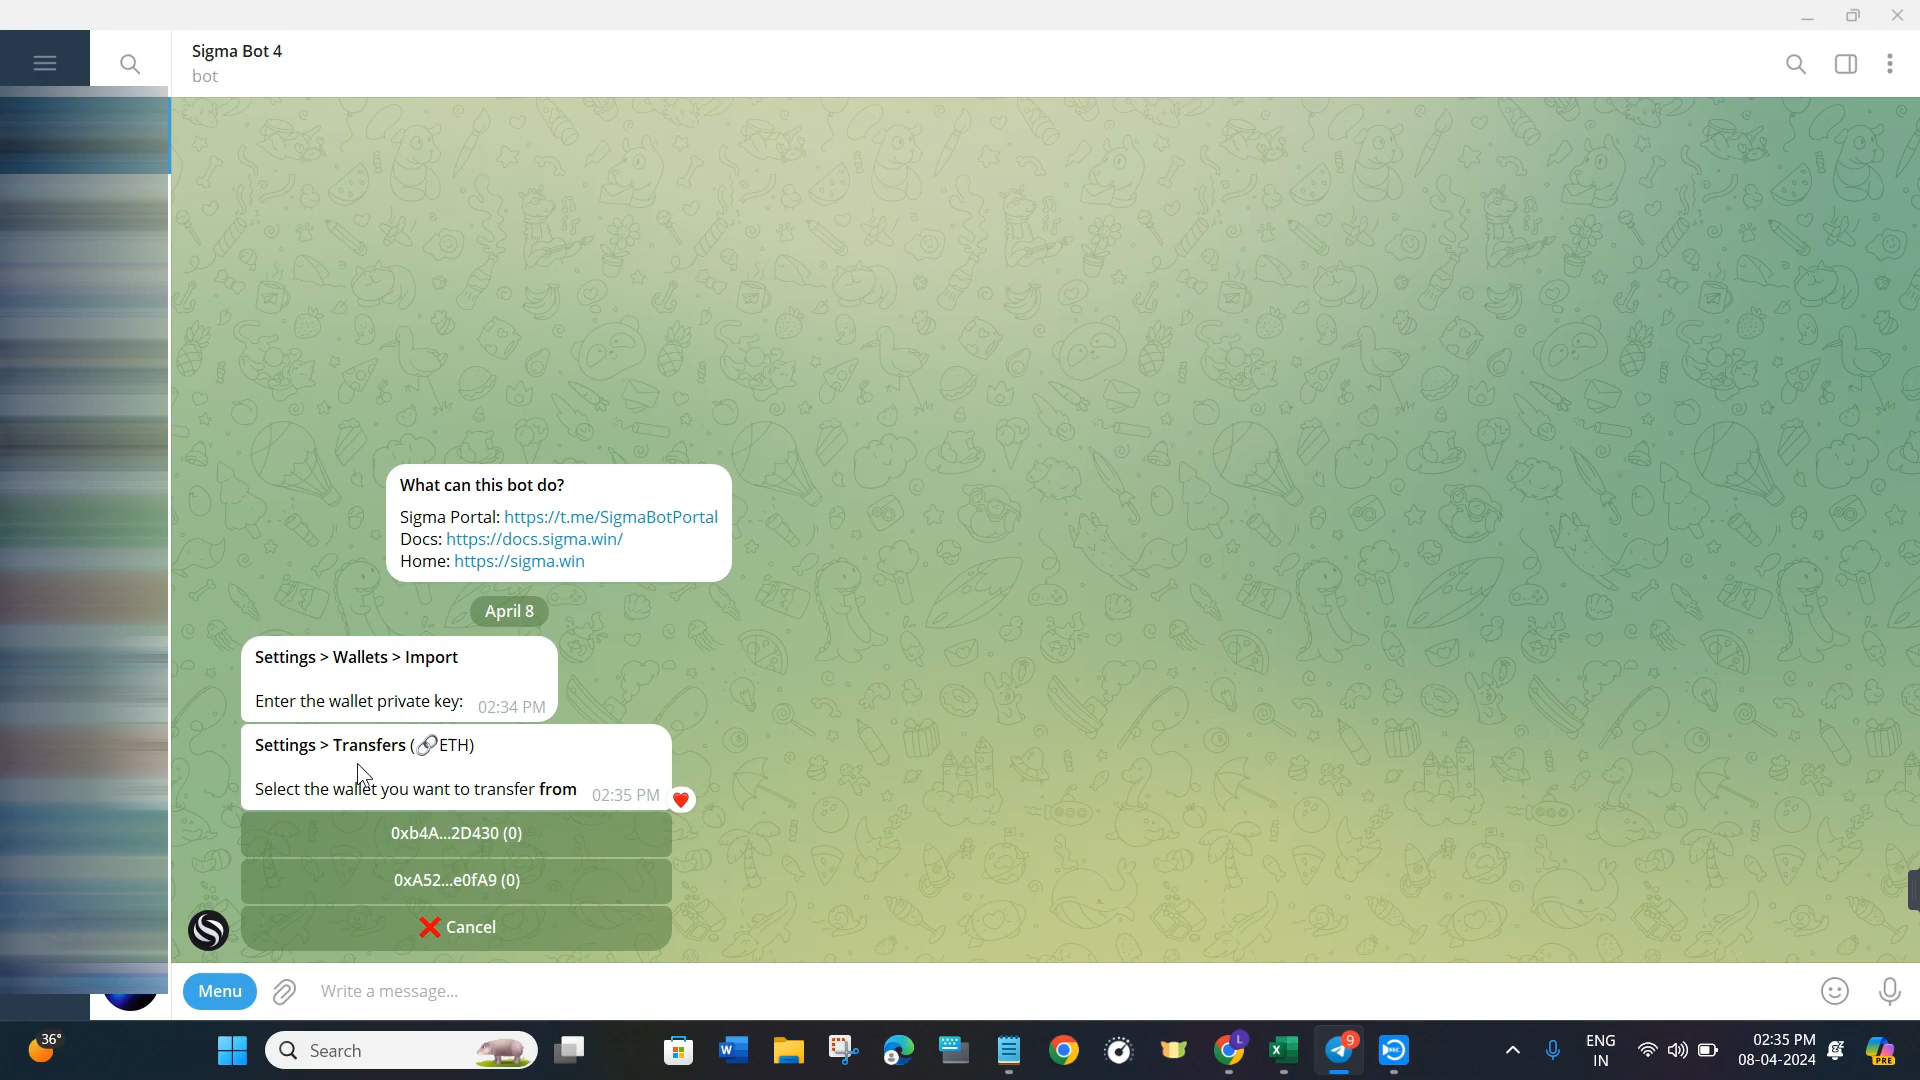 Sigma Bot 4
bot
What can this bot do?
Sigma Portal: https://t.me/SigmaBotPortal
Docs: https://docs.sigma.win/
Home: https://sigma.win
April 8
Settings > Wallets > Import
Enter the wallet private key: 02:34 PM
Settings > Transfers (🔗ETH)
Select the wallet you want to transfer from 02:35 PM
0xb4A...2D430 (0)
0xA52...e0fA9 (0)
❌ Cancel
Menu
Write a message...
36°
Search
L
9
ENG
IN
02:35 PM
08-04-2024
PRE